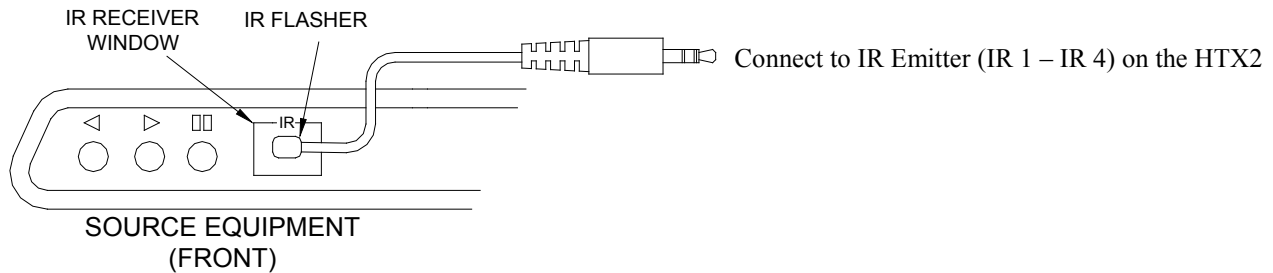 IR RECEIVER
WINDOW
IR FLASHER
Connect to IR Emitter (IR 1 – IR 4) on the HTX2
IR
SOURCE EQUIPMENT
(FRONT)